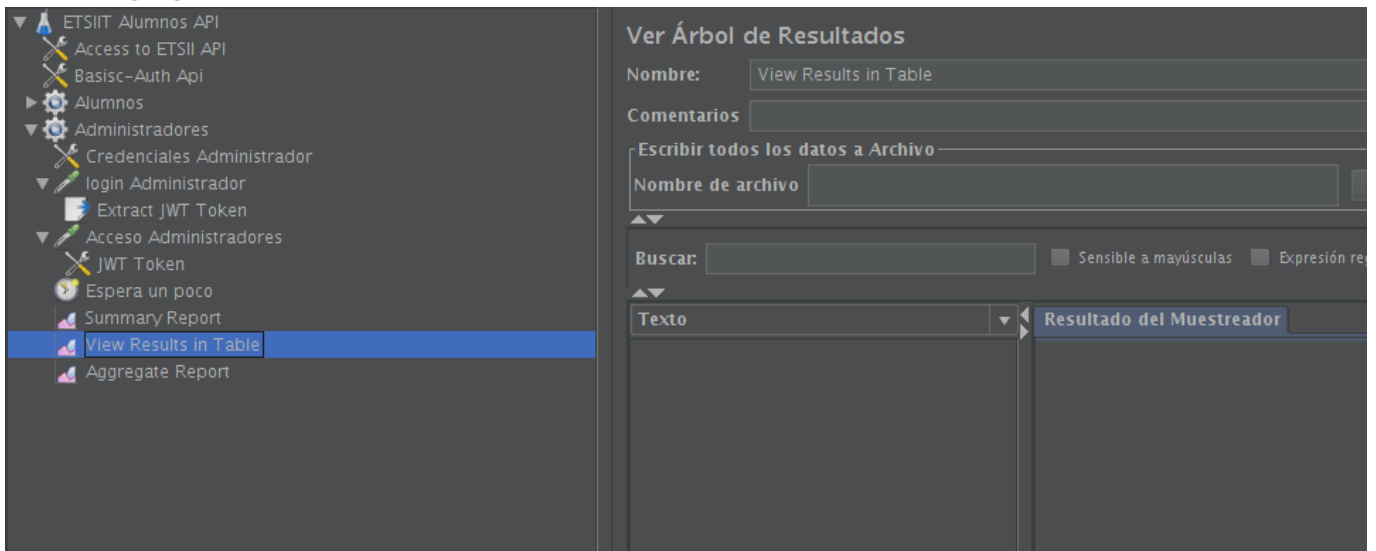 ETSIIT Alumnos API
Access to ETSII API
Basisc-Auth Api
Alumnos
Administradores
Credenciales Administrador
login Administrador
Extract JWT Token
Acceso Administradores
JWT Token
Espera un poco
Summary Report
View Results in Table
Aggregate Report
Ver Árbol de Resultados
Nombre: View Results in Table
Comentarios
Escribir todos los datos a Archivo
Nombre de archivo
Buscar: Sensible a mayúsculas Expresión re
Texto Resultado del Muestreador